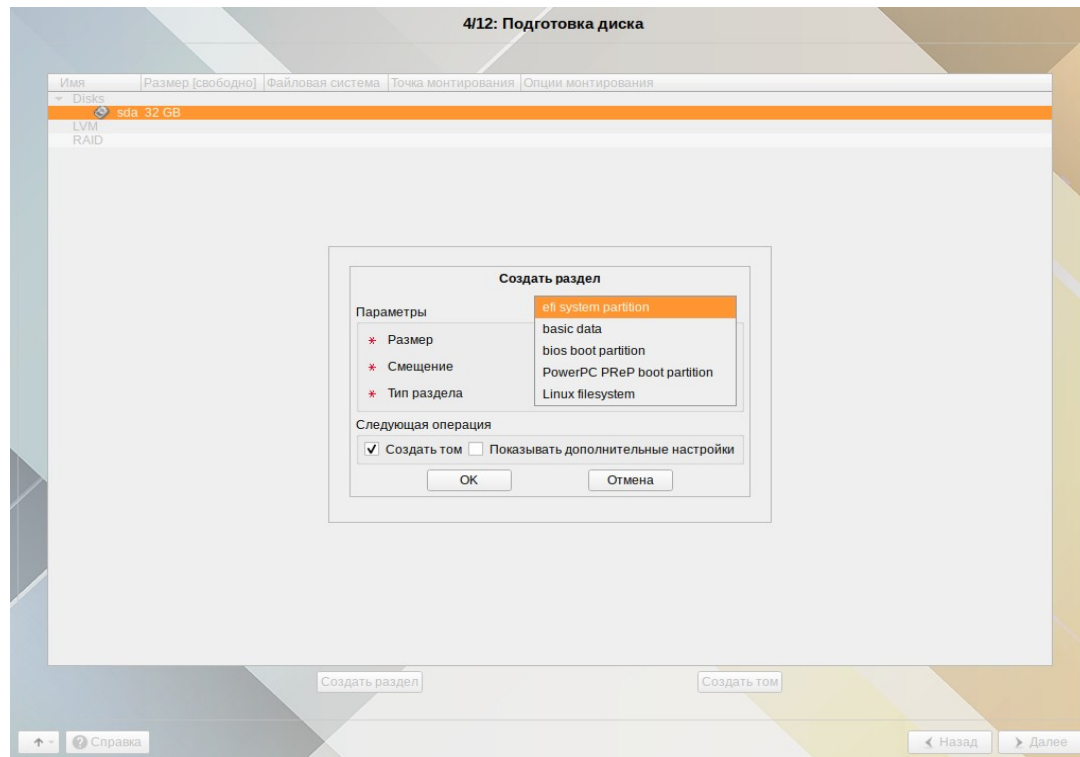 4/12: Подготовка диска
Имя Размер [свободно] Файловая система Точка монтирования Опции монтирования
Disks
sda 32 GB
LVM
RAID
Создать раздел
Параметры
efi system partition
basic data
bios boot partition
PowerPC PReP boot partition
Linux filesystem
Размер
Смещение
Тип раздела
Следующая операция
Создать том Показывать дополнительные настройки
OK Отмена
Создать раздел Создать том
Справка Назад Далее